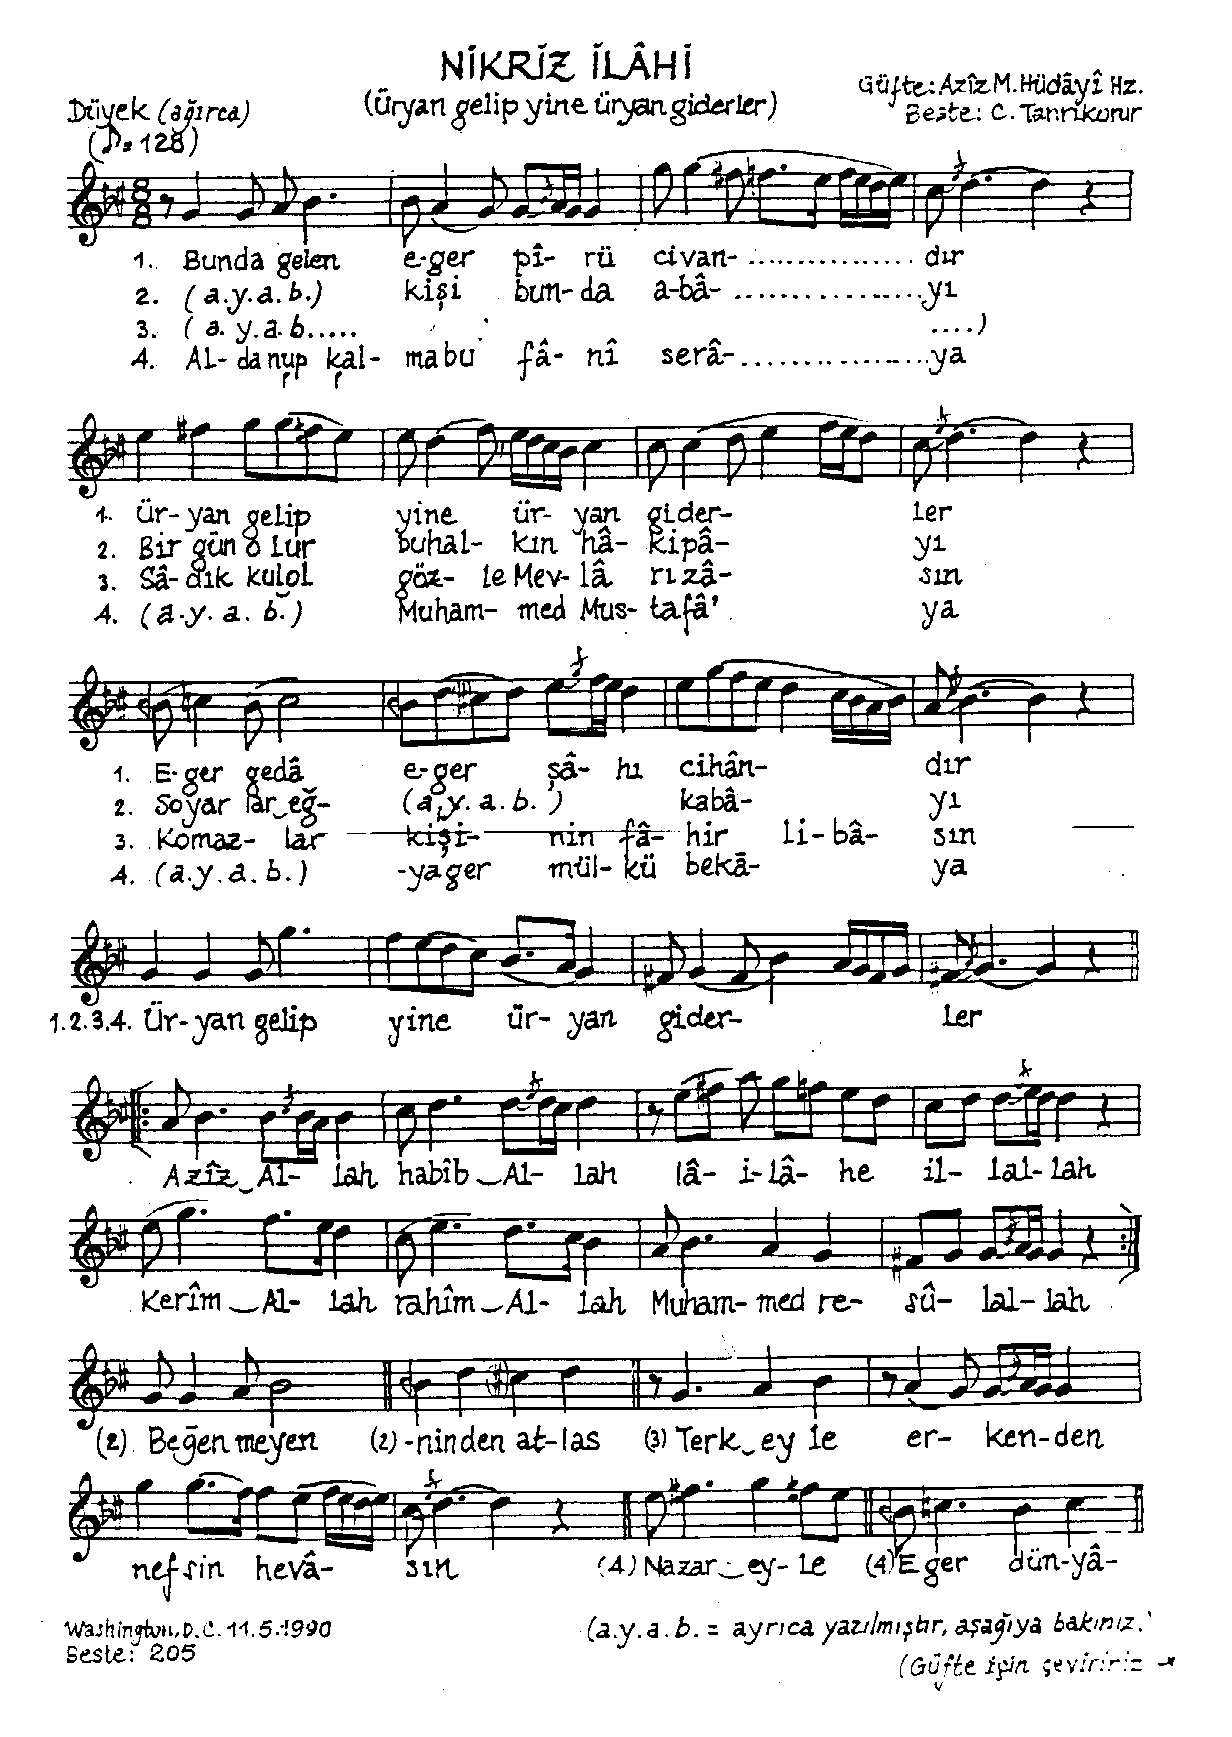 NİKRİZ İLÂHİ
(Üryan gelip yine üryan giderler)
Güfte: Azîz M. Hüdâyî Hz.
Beste: C. Tanrıkorur
Düyek (ağırca)
(♪=128)
8/8
1. Bunda gelen e-ger pî- rü civan- ............... dır
2. (a.y.a.b.) kişi bun-da a-bâ- .................yı
3. (a.y.a.b..... ....)
4. Al-danup kal- ma bu fâ- nî serâ-.................ya
1. Ür-yan gelip yine ür- yan gider- ler
2. Bir gün o lur bu hal- kın hâ- kipâ- yı
3. Sâ-dık kulol göz- le Mev-lâ rızâ- sın
4. (a.y.a.b.) Muham- med Mus-tafâ' ya
1. E-ger gedâ e-ger şâ- hı cihân- dır
2. Soyar lar eğ- (a.y.a.b.) kabâ- yı
3. Komaz- lar kişi- nin fâ- hir li-bâ- sın
4. (a.y.a.b.) -yager mül-kü bekā- ya
1.2.3.4. Ür-yan gelip yine ür- yan gider- ler
Azîz Al- lah habîb Al- lah lâ- i-lâ- he il- lal-lah
Kerîm Al- lah rahîm Al- lah Muham-med re- sû- lal-lah
(2) Beğen meyen (2) -ninden at-las (3) Terk ey le er- ken-den
nefsin hevâ- sın (4) Nazar ey-le (4) E ger dün-yâ-
Washington, D.C. 11.5.1990
Beste: 205
(a.y.a.b. = ayrıca yazılmıştır, aşağıya bakınız.
(Güfte için çeviriniz →